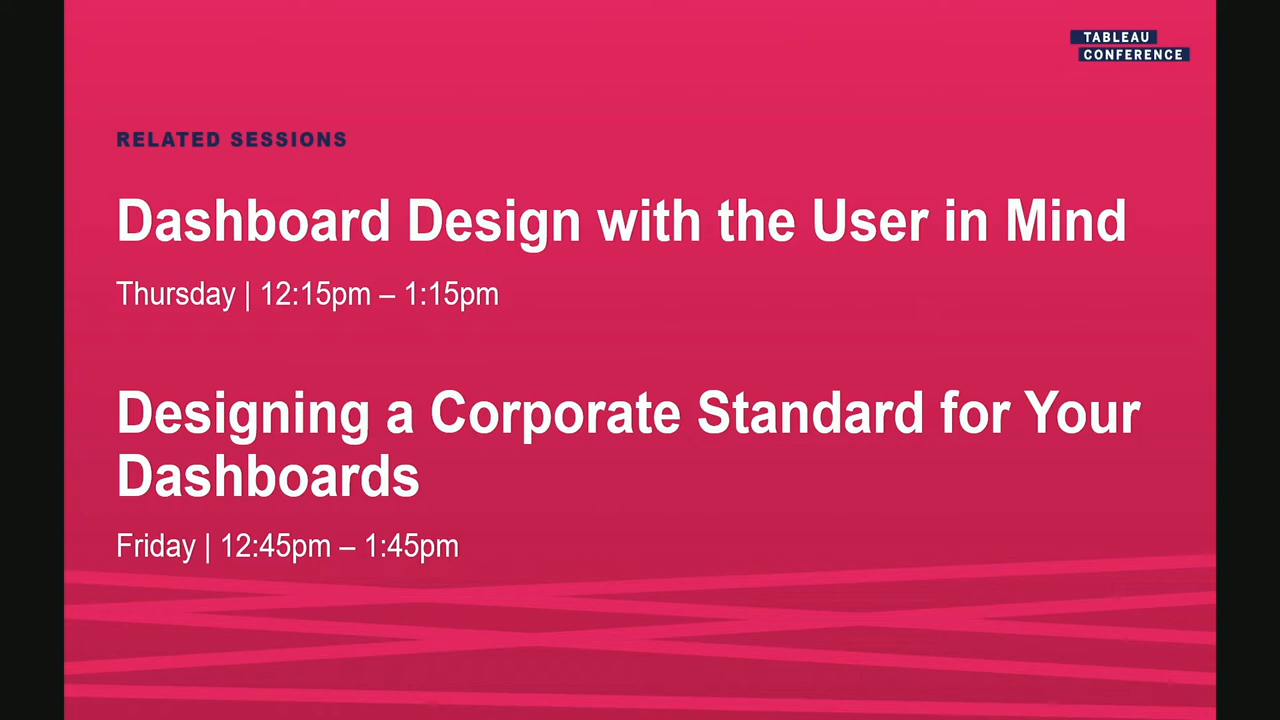 TABLEAU
CONFERENCE
RELATED SESSIONS
Dashboard Design with the User in Mind
Thursday | 12:15pm – 1:15pm
Designing a Corporate Standard for Your
Dashboards
Friday | 12:45pm – 1:45pm